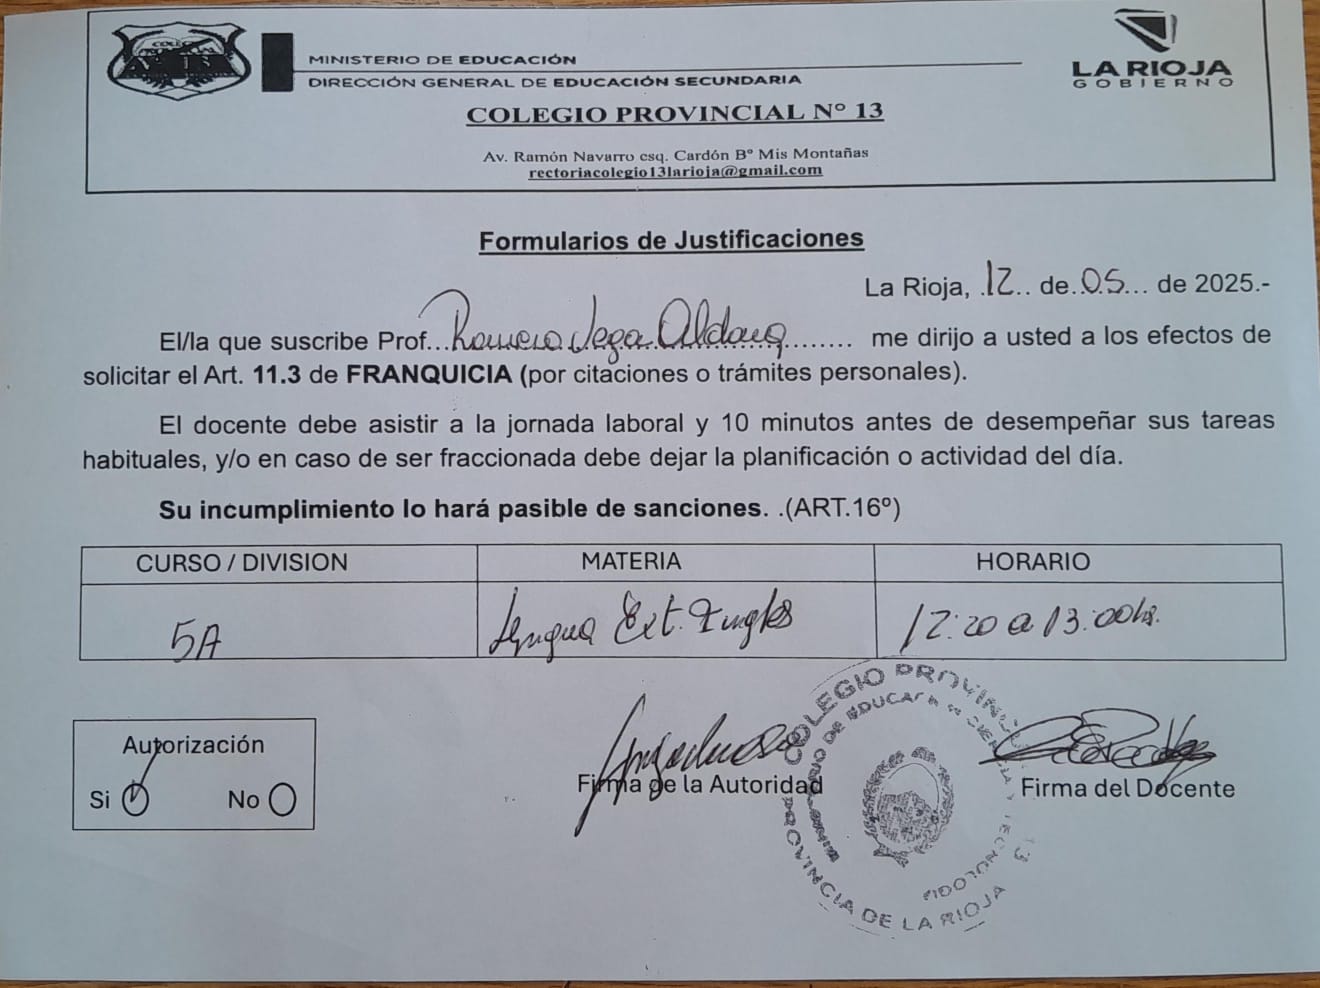 MINISTERIO DE EDUCACIÓN
DIRECCIÓN GENERAL DE EDUCACIÓN SECUNDARIA
LA RIOJA
GOBIERNO
COLEGIO PROVINCIAL Nº 13
Av. Ramón Navarro esq. Cardón Bº Mis Montañas
rectoriacolegio13larioja@gmail.com
Formularios de Justificaciones
La Rioja, .12.. de..05... de 2025.-
El/la que suscribe Prof...Romero Vega Aldana......... me dirijo a usted a los efectos de
solicitar el Art. 11.3 de FRANQUICIA (por citaciones o trámites personales).
El docente debe asistir a la jornada laboral y 10 minutos antes de desempeñar sus tareas
habituales, y/o en caso de ser fraccionada debe dejar la planificación o actividad del día.
Su incumplimiento lo hará pasible de sanciones. .(ART.16º)
CURSO / DIVISION MATERIA HORARIO
5A Lengua Ext. Inglés 12:20 a 13:00hs.
Autorización
Si No
Firma de la Autoridad
Firma del Docente
COLEGIO PROVINCIAL 13
PROVINCIA DE LA RIOJA